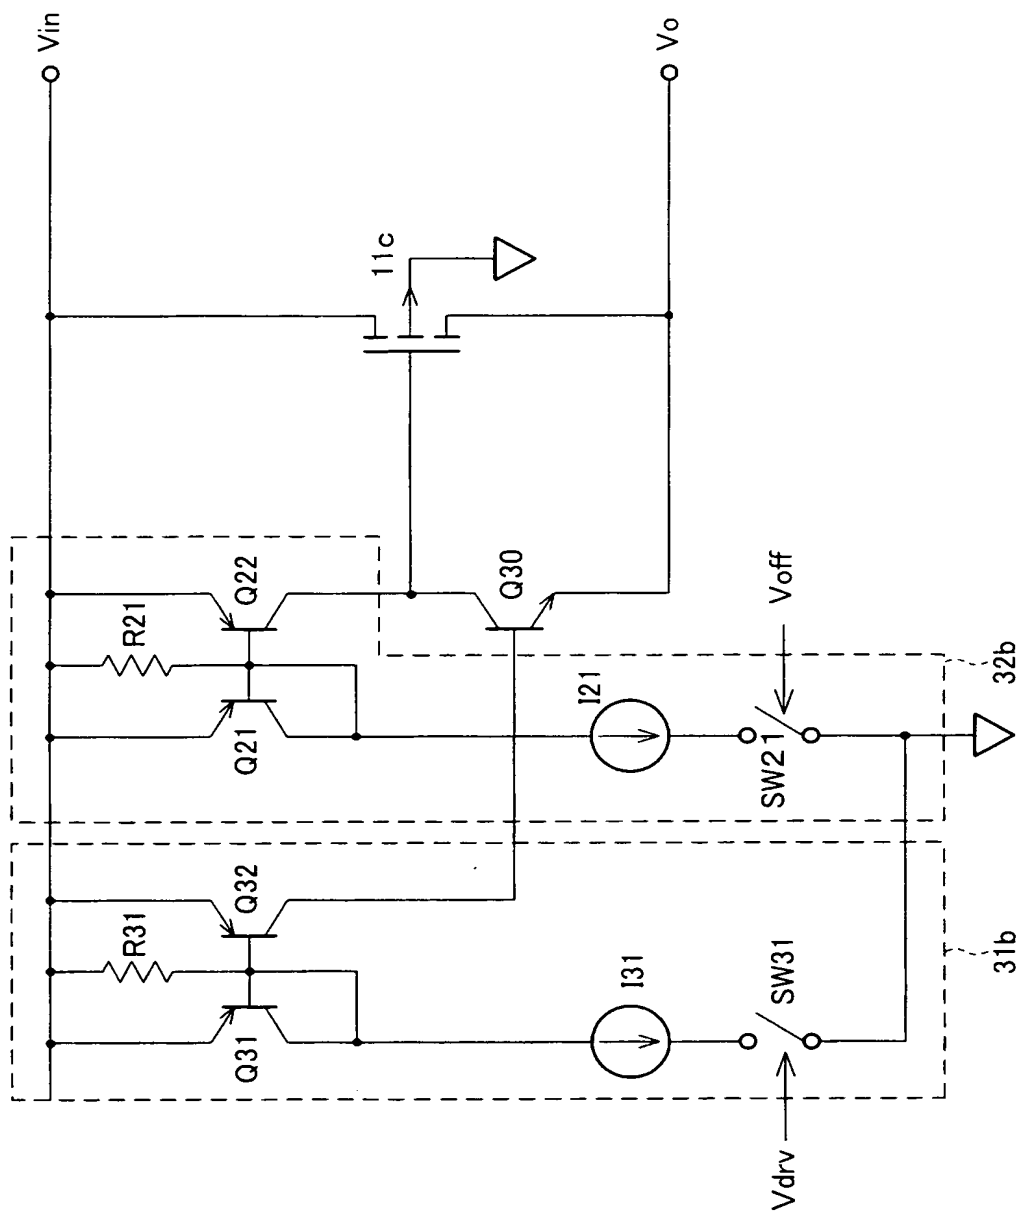 Vin
Vo
11c
Q22
R21
Q21
Q30
I21
SW21
Voff
32b
Q32
R31
Q31
I31
SW31
Vdrv
31b